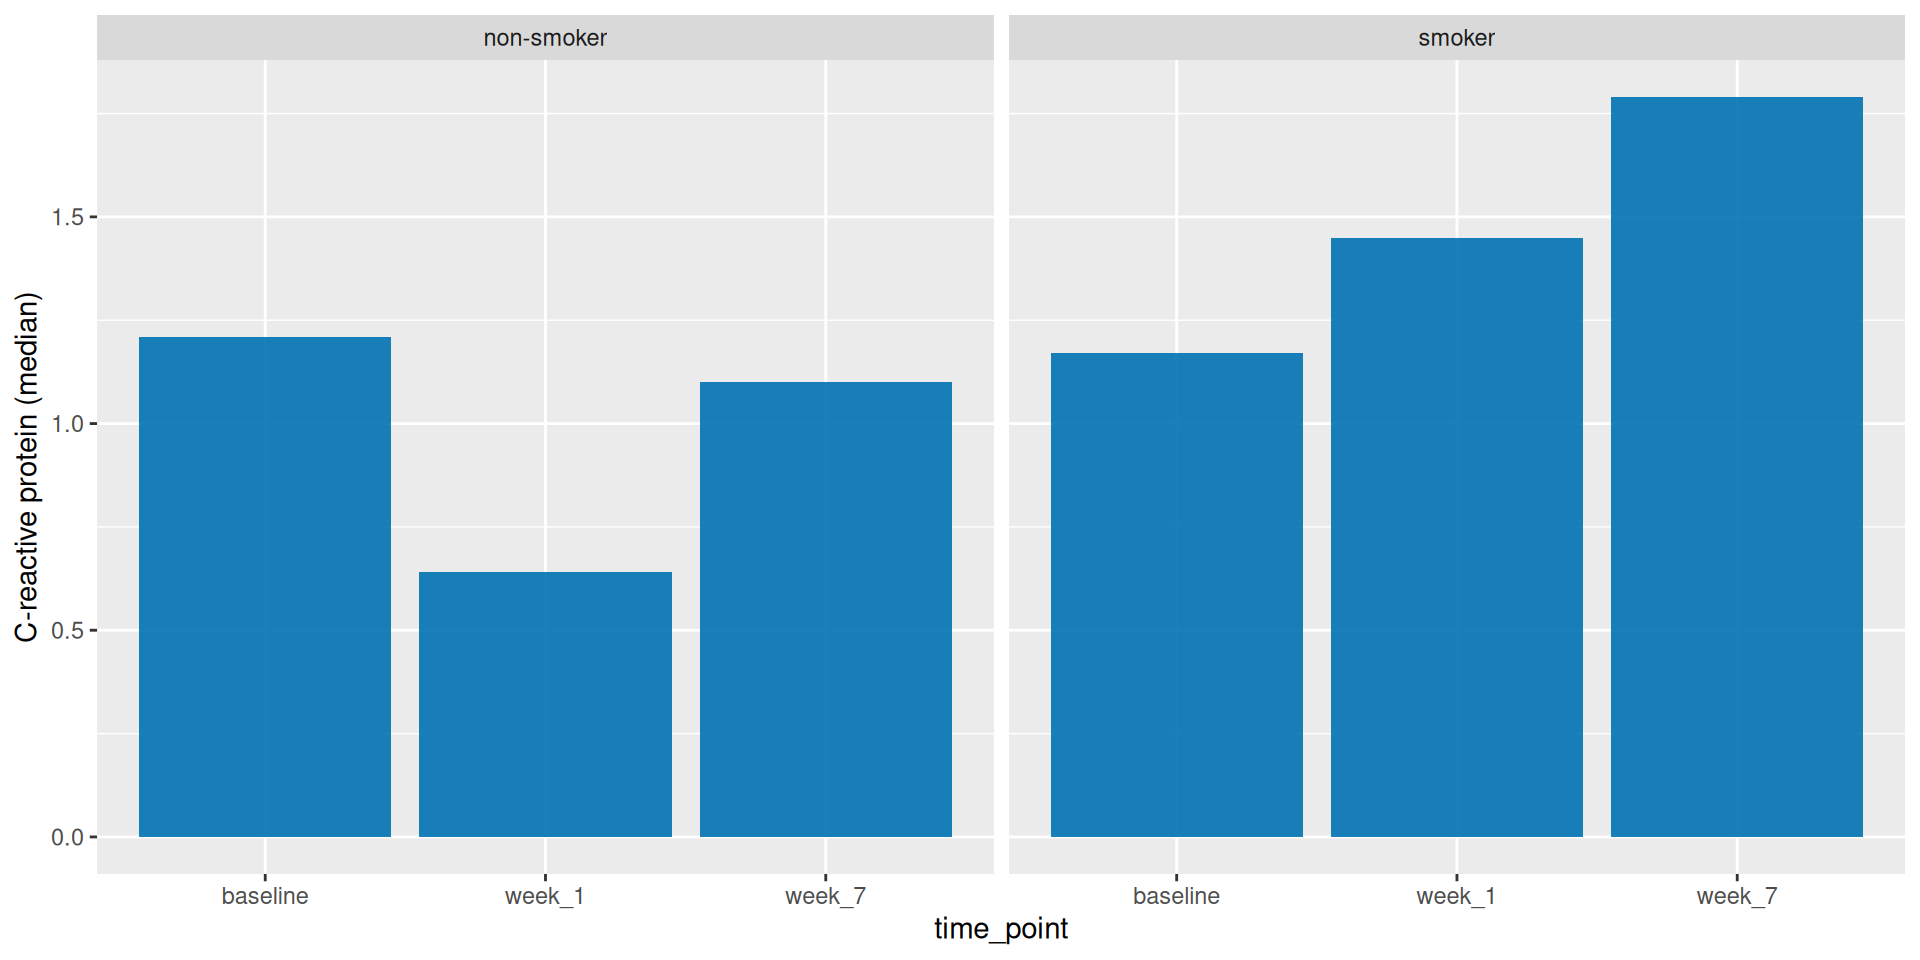 non-smoker
smoker
C-reactive protein (median)
1.5
1.0
0.5
0.0
baseline
week_1
week_7
baseline
week_1
week_7
time_point